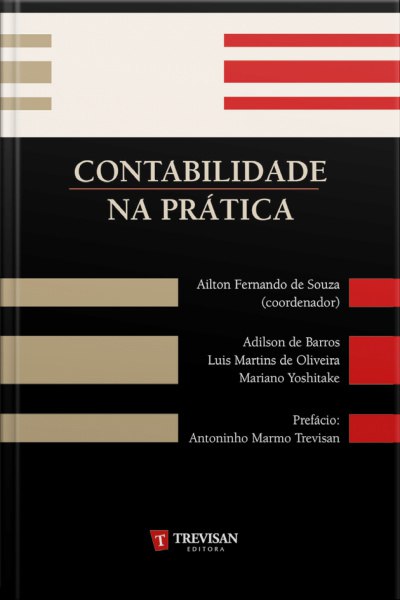 CONTABILIDADE
NA PRÁTICA
Ailton Fernando de Souza
(coordenador)
Adilson de Barros
Luis Martins de Oliveira
Mariano Yoshitake
Prefácio:
Antoninho Marmo Trevisan
T TREVISAN
EDITORA